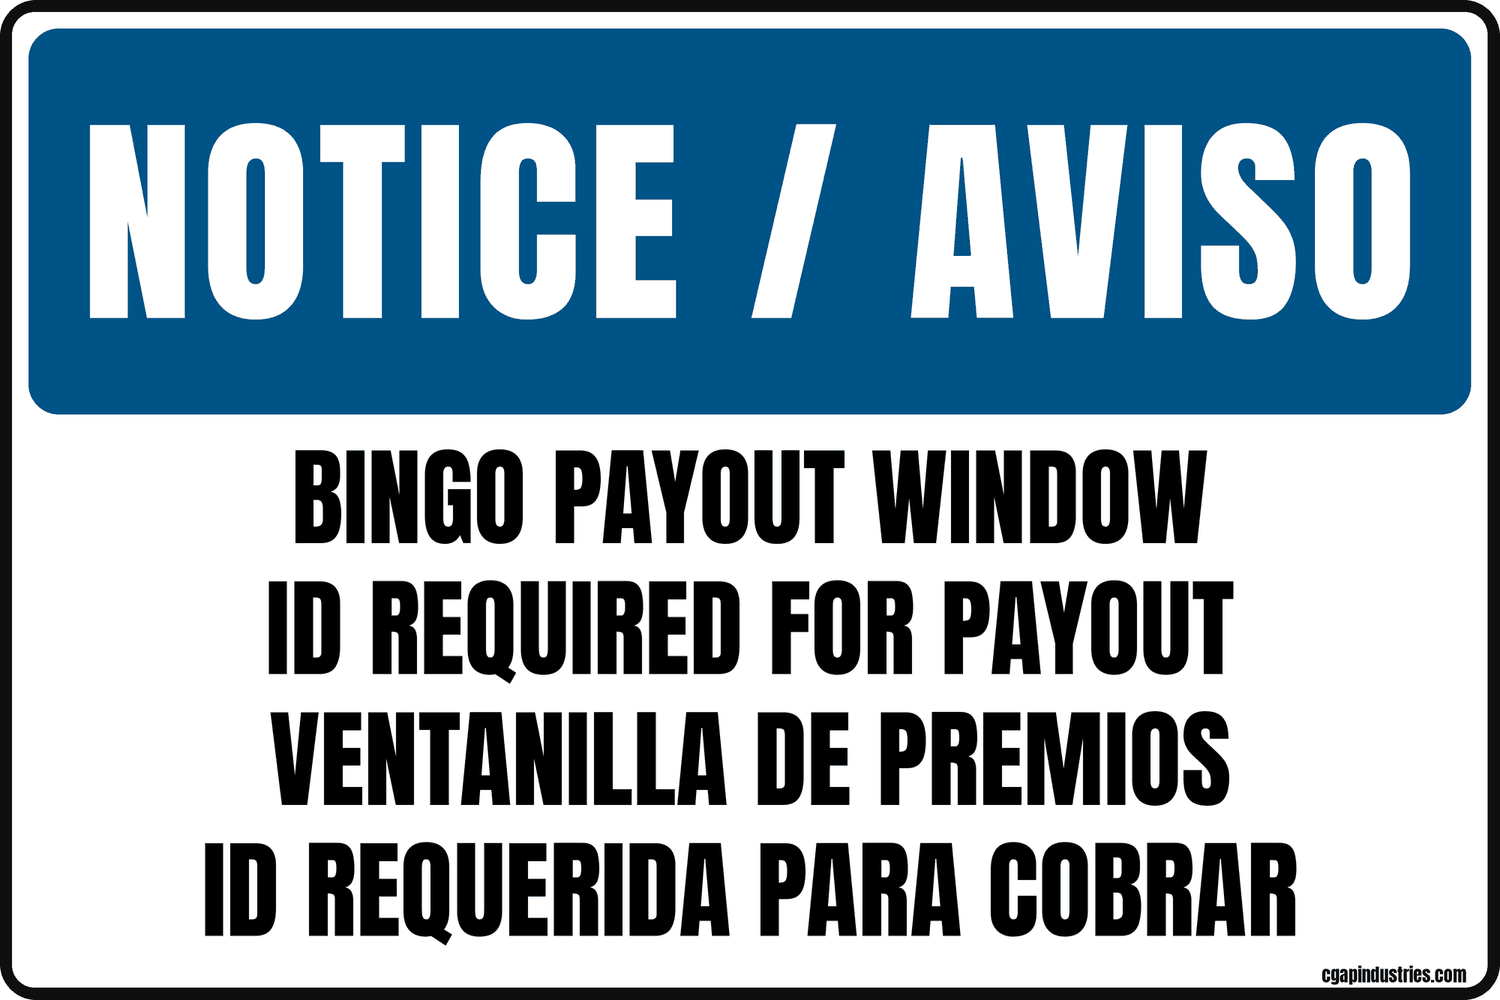 NOTICE / AVISO
BINGO PAYOUT WINDOW
ID REQUIRED FOR PAYOUT
VENTANILLA DE PREMIOS
ID REQUERIDA PARA COBRAR
cgapindustries.com